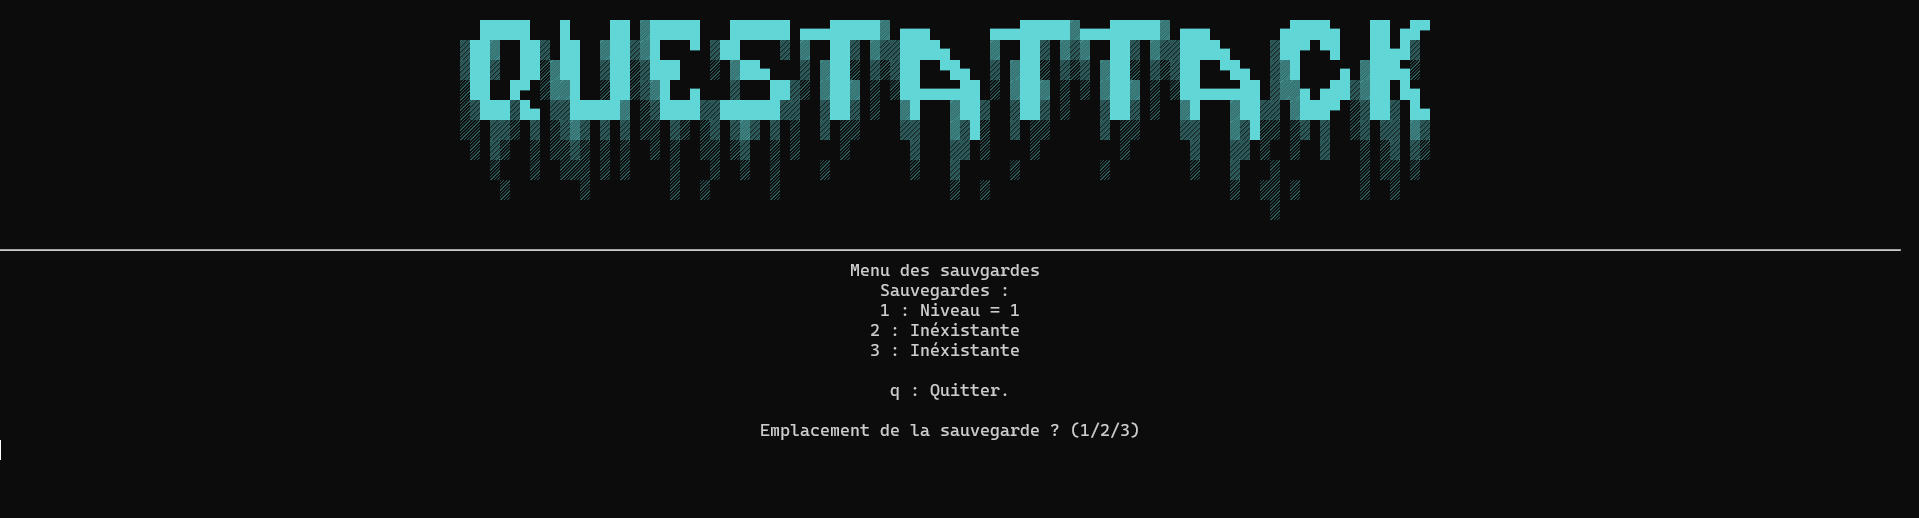 QUESTATTACK
Menu des sauvgardes
Sauvegardes :
1 : Niveau = 1
2 : Inéxistante
3 : Inéxistante
q : Quitter.
Emplacement de la sauvegarde ? (1/2/3)